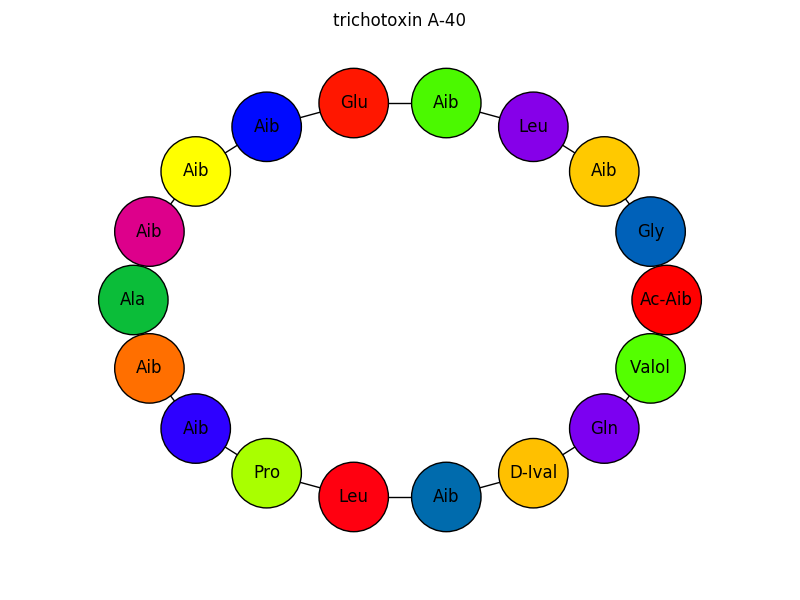 trichotoxin A-40
Glu
Aib
Aib
Leu
Aib
Aib
Aib
Gly
Ala
Ac-Aib
Aib
Valol
Aib
Gln
Pro
D-Ival
Leu
Aib